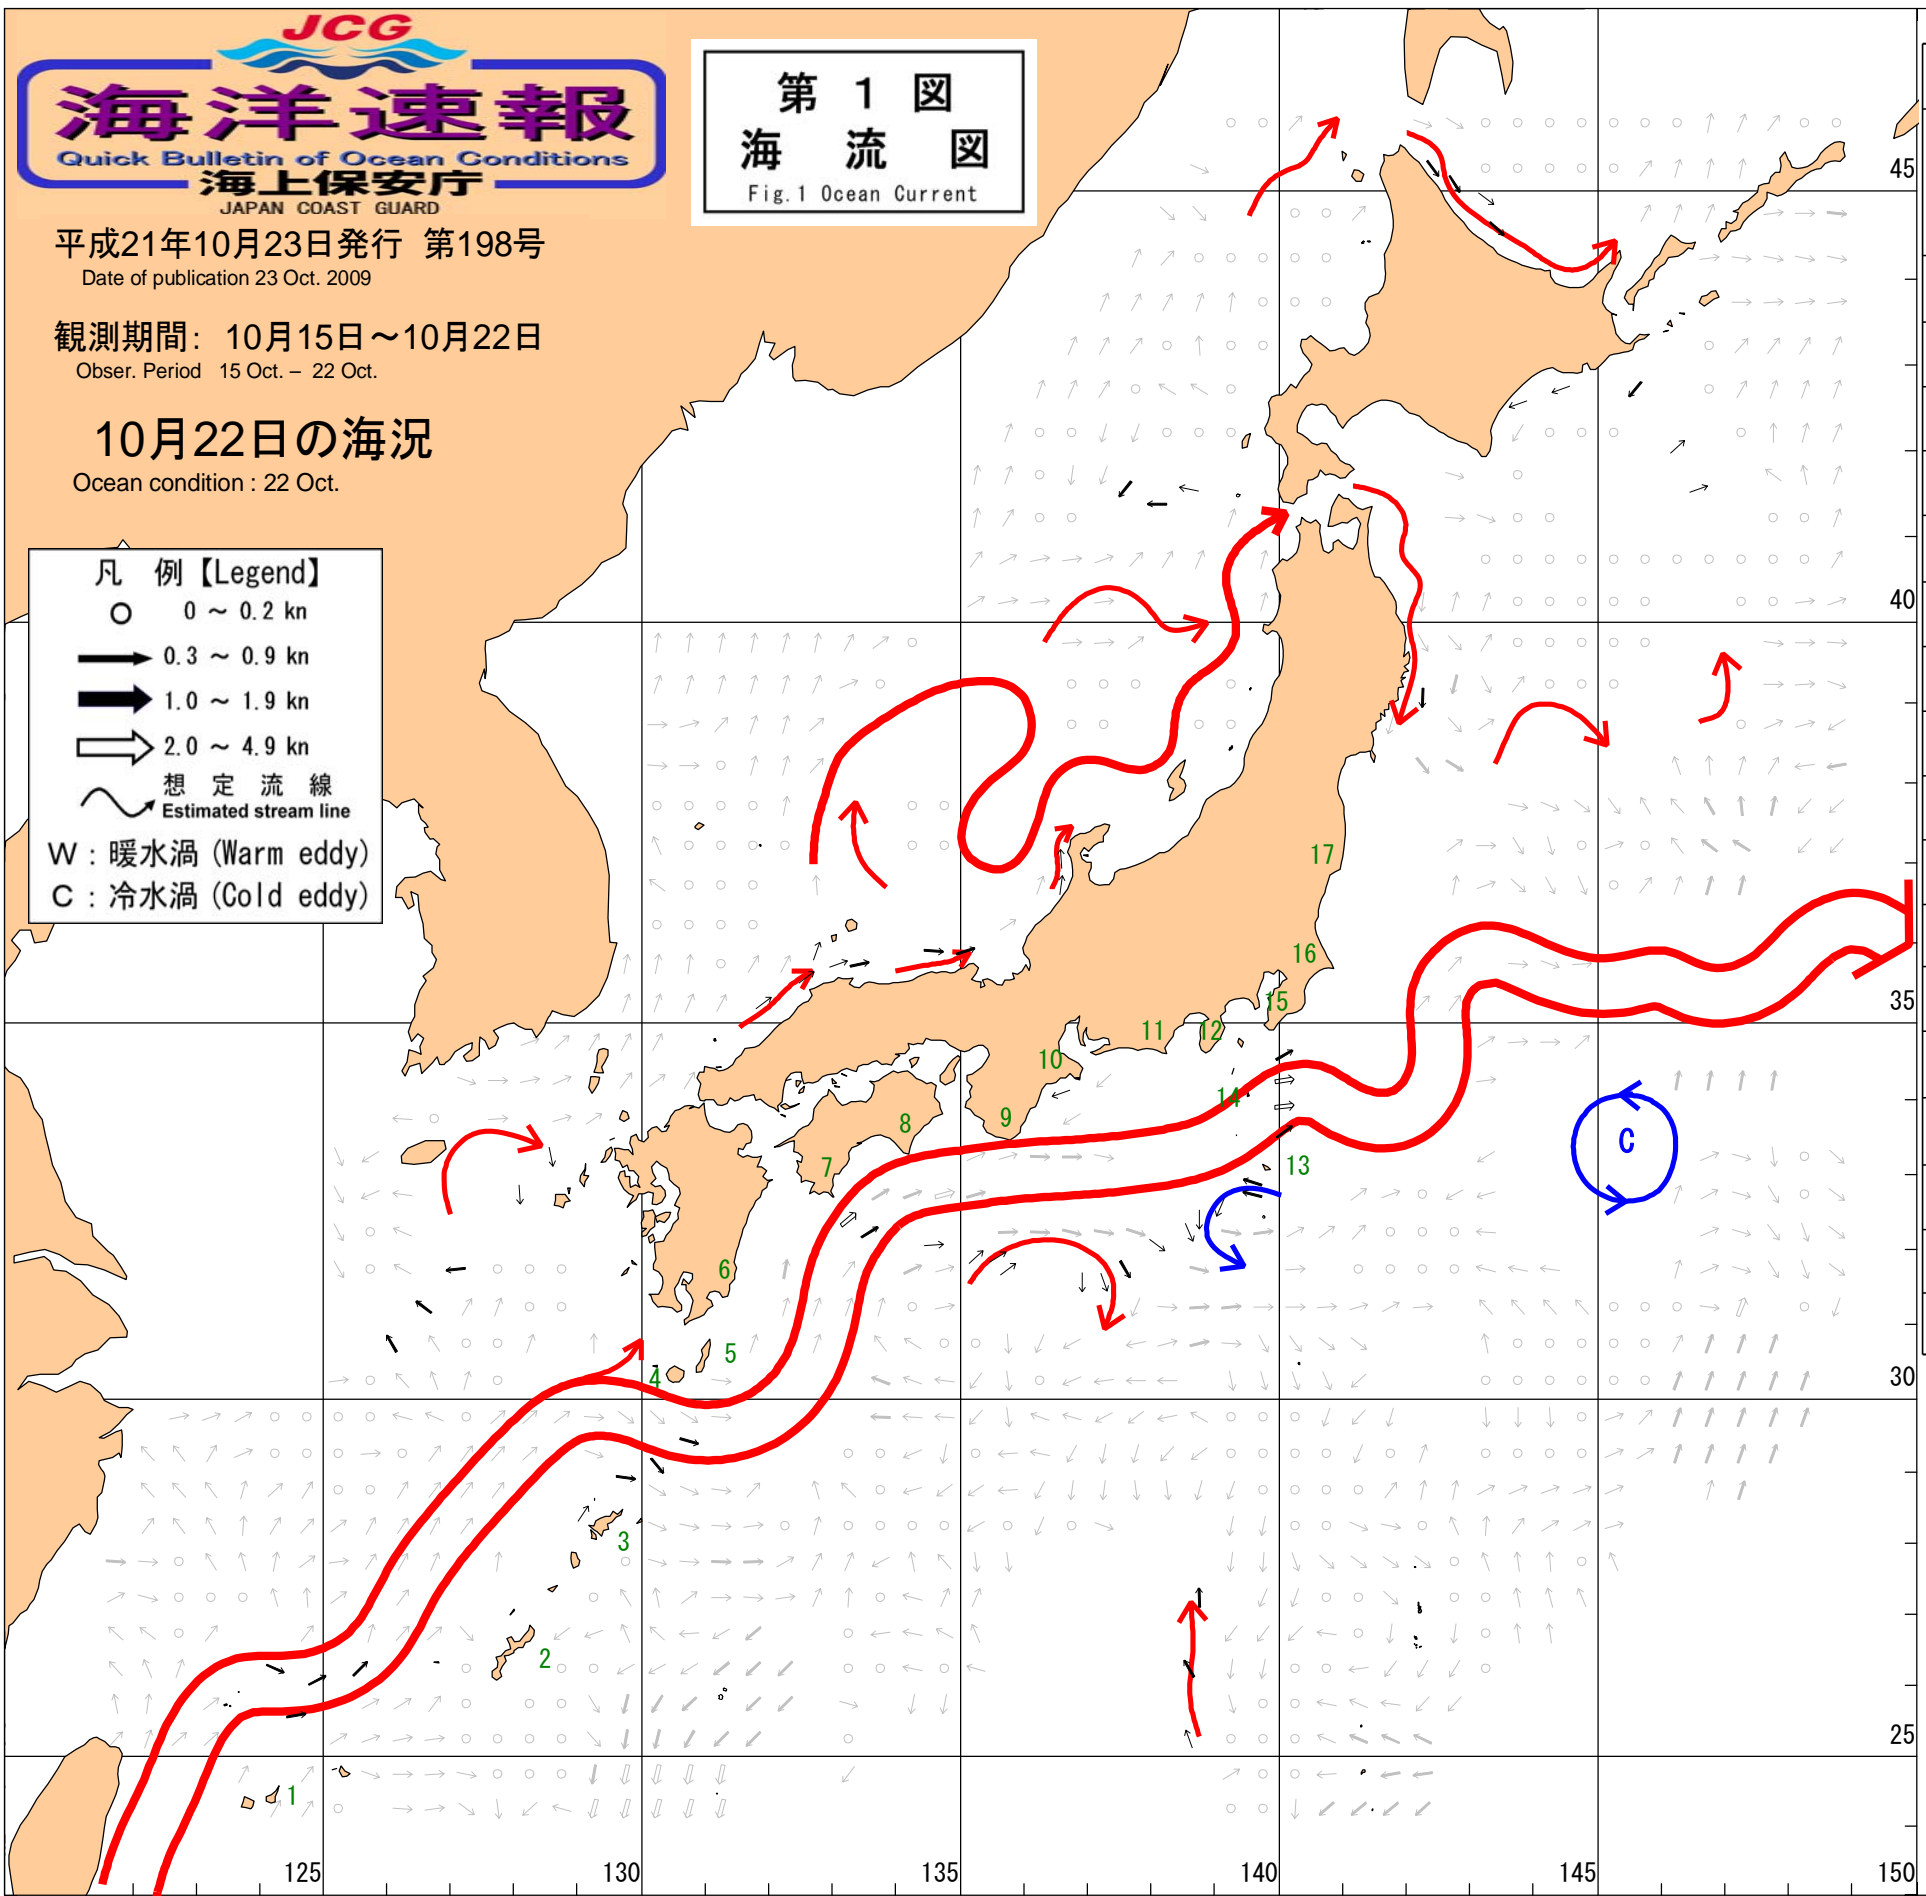 JCG
海洋速報
Quick Bulletin of Ocean Conditions
海上保安庁
JAPAN COAST GUARD
平成21年10月23日発行 第198号
Date of publication 23 Oct. 2009
観測期間: 10月15日～10月22日
Obser. Period 15 Oct. – 22 Oct.
10月22日の海況
Ocean condition : 22 Oct.
第 1 図
海 流 図
Fig.1 Ocean Current
凡 例【Legend】
0 ～ 0.2 kn
0.3 ～ 0.9 kn
1.0 ～ 1.9 kn
2.0 ～ 4.9 kn
想 定 流 線
Estimated stream line
W : 暖水渦 (Warm eddy)
C : 冷水渦 (Cold eddy)
45
40
17
16
35
15
12
11
10
14
9
8
7
13
C
6
5
4
30
3
2
25
1
125
130
135
140
145
150